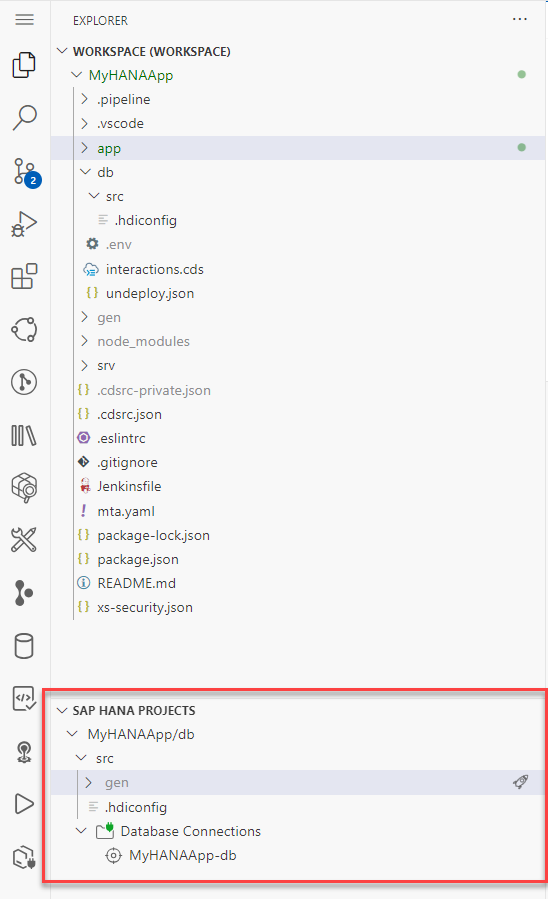 EXPLORER
WORKSPACE (WORKSPACE)
MyHANAApp
.pipeline
.vscode
app
db
src
.hdiconfig
.env
interactions.cds
undeploy.json
gen
node_modules
srv
.cdsrc-private.json
.cdsrc.json
.eslintrc
.gitignore
Jenkinsfile
mta.yaml
package-lock.json
package.json
README.md
xs-security.json
2
SAP HANA PROJECTS
MyHANAApp/db
src
gen
.hdiconfig
Database Connections
MyHANAApp-db